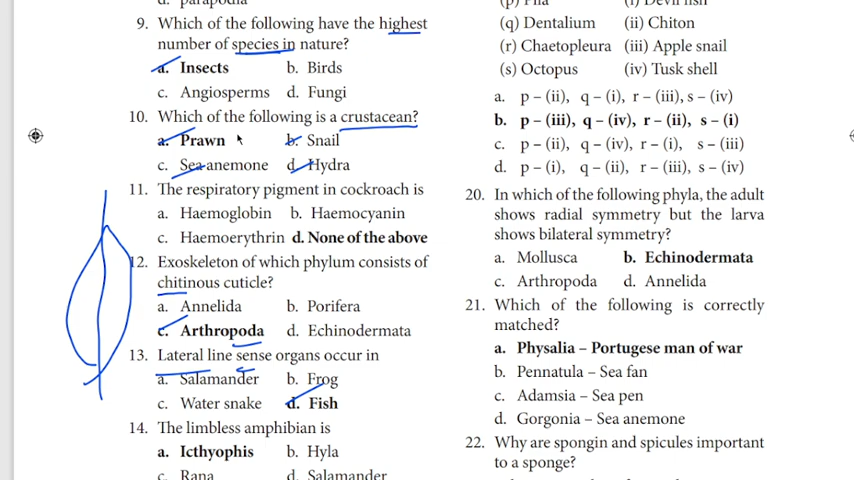 d. parapodia
9. Which of the following have the highest
number of species in nature?
a. Insects b. Birds
c. Angiosperms d. Fungi
10. Which of the following is a crustacean?
a. Prawn b. Snail
c. Sea anemone d. Hydra
11. The respiratory pigment in cockroach is
a. Haemoglobin b. Haemocyanin
c. Haemoerythrin d. None of the above
12. Exoskeleton of which phylum consists of
chitinous cuticle?
a. Annelida b. Porifera
c. Arthropoda d. Echinodermata
13. Lateral line sense organs occur in
a. Salamander b. Frog
c. Water snake d. Fish
14. The limbless amphibian is
a. Icthyophis b. Hyla
c. Rana d. Salamander
(p) Pila (i) Devil fish
(q) Dentalium (ii) Chiton
(r) Chaetopleura (iii) Apple snail
(s) Octopus (iv) Tusk shell
a. p – (ii), q – (i), r – (iii), s – (iv)
b. p – (iii), q – (iv), r – (ii), s – (i)
c. p – (ii), q – (iv), r – (i), s – (iii)
d. p – (i), q – (ii), r – (iii), s – (iv)
20. In which of the following phyla, the adult
shows radial symmetry but the larva
shows bilateral symmetry?
a. Mollusca b. Echinodermata
c. Arthropoda d. Annelida
21. Which of the following is correctly
matched?
a. Physalia – Portugese man of war
b. Pennatula – Sea fan
c. Adamsia – Sea pen
d. Gorgonia – Sea anemone
22. Why are spongin and spicules important
to a sponge?